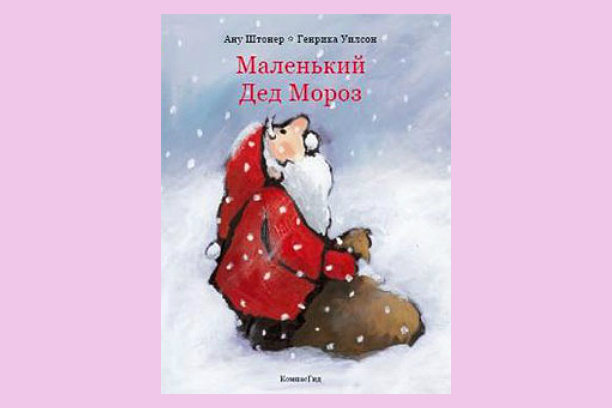 Ану Штонер ☆ Генрика Уилсон
Маленький
Дед Мороз
КомпасГид